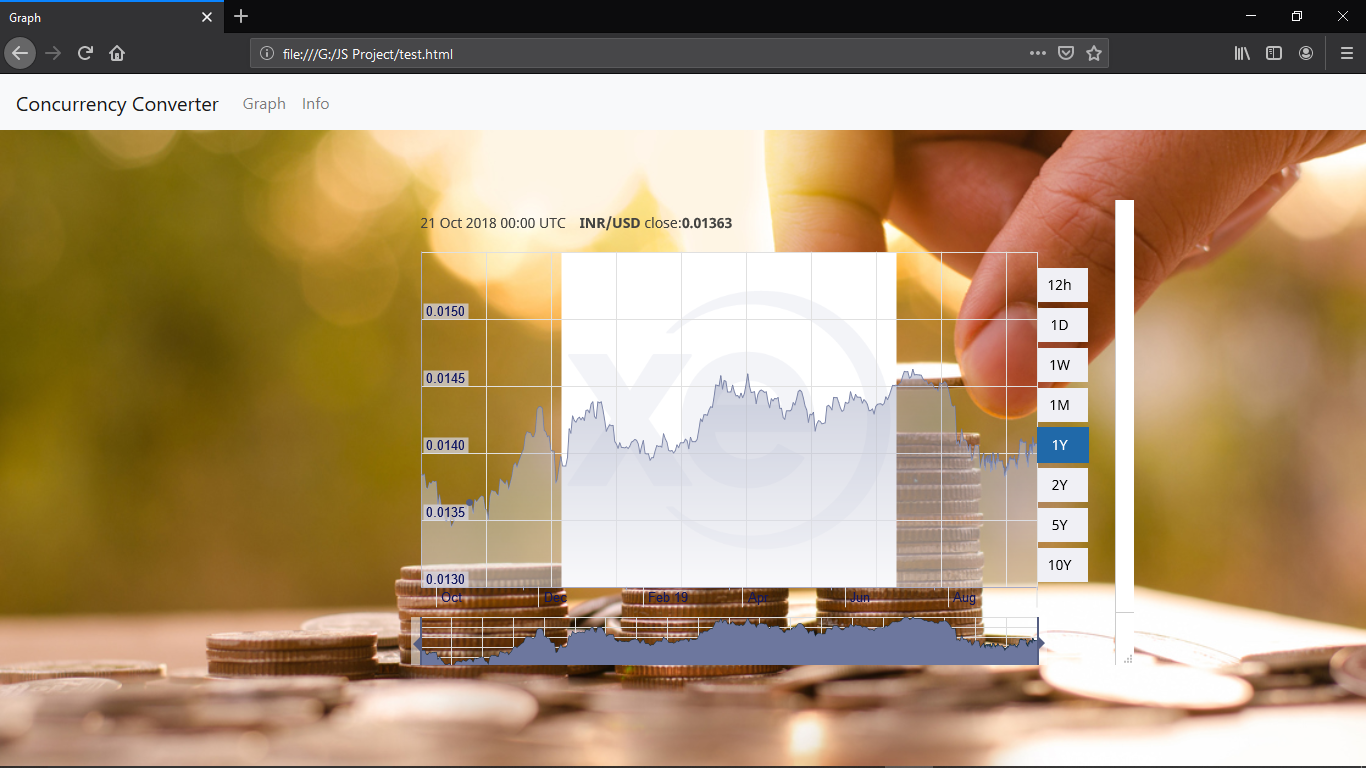 Graph
file:///G:/JS Project/test.html
Concurrency Converter Graph Info
21 Oct 2018 00:00 UTC INR/USD close:0.01363
xe
12h
0.0150
1D
1W
0.0145
1M
0.0140
1Y
2Y
0.0135
5Y
10Y
0.0130
Oct Dec Feb 19 Apr Jun Aug